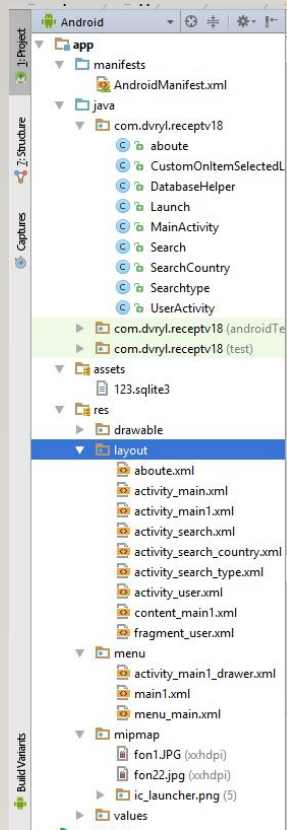 Android
1: Project
7: Structure
Captures
Build Variants
app
manifests
AndroidManifest.xml
java
com.dvryl.receptv18
aboute
CustomOnItemSelectedL
DatabaseHelper
Launch
MainActivity
Search
SearchCountry
Searchtype
UserActivity
com.dvryl.receptv18 (androidTe
com.dvryl.receptv18 (test)
assets
123.sqlite3
res
drawable
layout
aboute.xml
activity_main.xml
activity_main1.xml
activity_search.xml
activity_search_country.xml
activity_search_type.xml
activity_user.xml
content_main1.xml
fragment_user.xml
menu
activity_main1_drawer.xml
main1.xml
menu_main.xml
mipmap
fon1.JPG (xxhdpi)
fon22.jpg (xxhdpi)
ic_launcher.png (5)
values